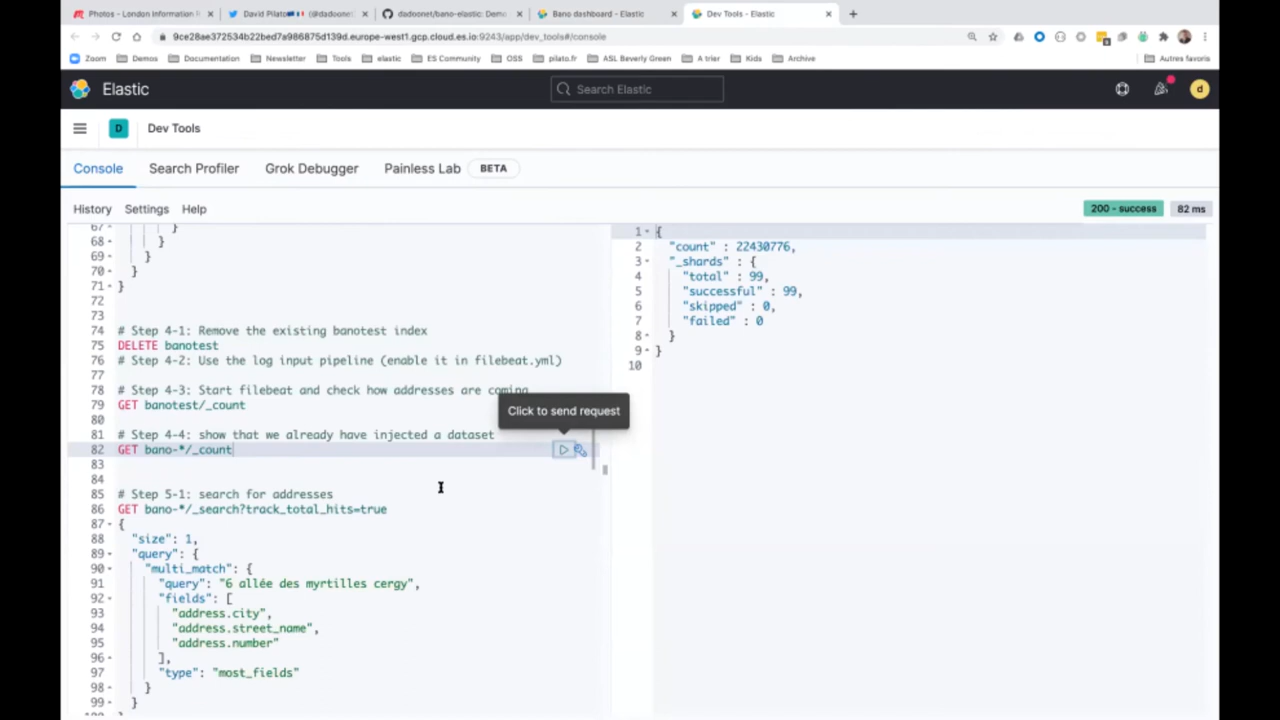 Photos - London Information R
David Pilato (@dadoonet
dadoonet/bano-elastic: Demo
Bano dashboard - Elastic
Dev Tools - Elastic
9ce28ae372534b22bed7a986875d139d.europe-west1.gcp.cloud.es.io:9243/app/dev_tools#/console
Zoom Demos Documentation Newsletter Tools elastic ES Community OSS pilato.fr ASL Beverly Green A trier Kids Archive Autres favoris
Elastic
Search Elastic
d
D Dev Tools
Console Search Profiler Grok Debugger Painless Lab BETA
History Settings Help
200 - success 82 ms
67 }
68 }
69 }
70 }
71 }
72
73
74 # Step 4-1: Remove the existing banotest index
75 DELETE banotest
76 # Step 4-2: Use the log input pipeline (enable it in filebeat.yml)
77
78 # Step 4-3: Start filebeat and check how addresses are coming
79 GET banotest/_count
80
81 # Step 4-4: show that we already have injected a dataset
82 GET bano-*/_count
83
84
85 # Step 5-1: search for addresses
86 GET bano-*/_search?track_total_hits=true
87 {
88 "size": 1,
89 "query": {
90 "multi_match": {
91 "query": "6 allée des myrtilles cergy",
92 "fields": [
93 "address.city",
94 "address.street_name",
95 "address.number"
96 ],
97 "type": "most_fields"
98 }
99 }
Click to send request
1 {
2 "count" : 22430776,
3 "_shards" : {
4 "total" : 99,
5 "successful" : 99,
6 "skipped" : 0,
7 "failed" : 0
8 }
9 }
10